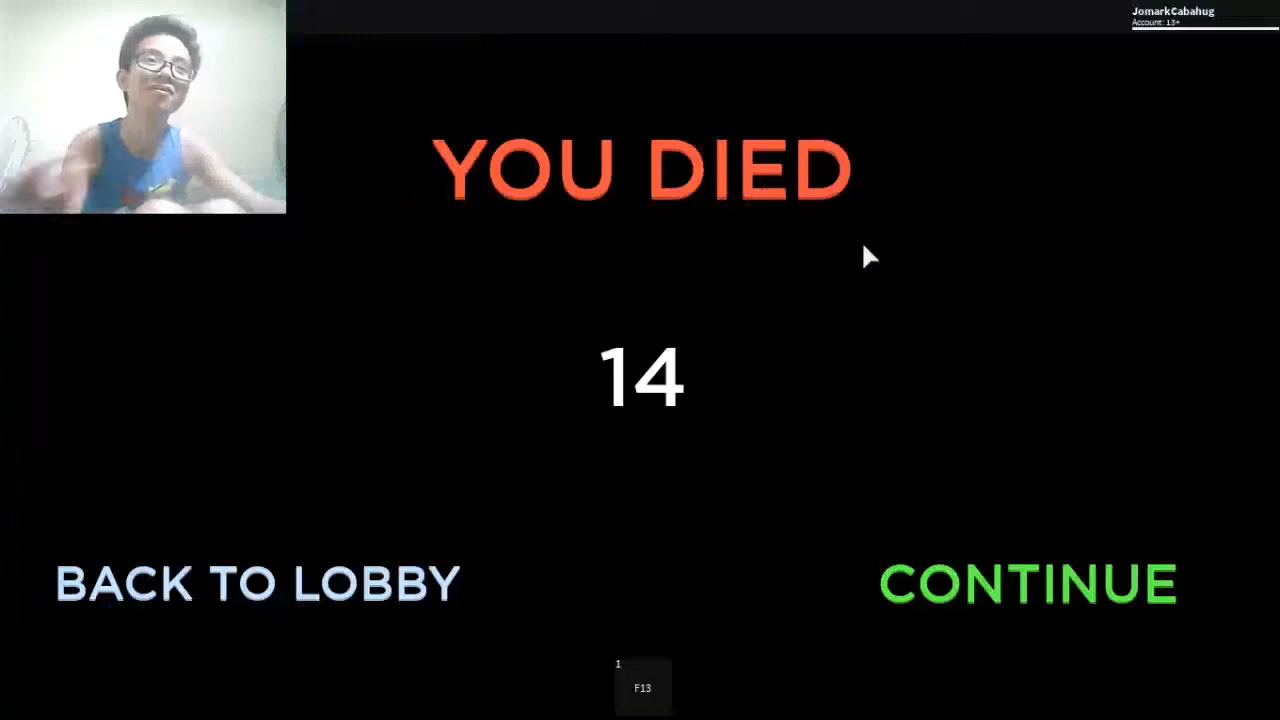 JomarkCabahug
Account: 13+
YOU DIED
14
BACK TO LOBBY
CONTINUE
1
F13